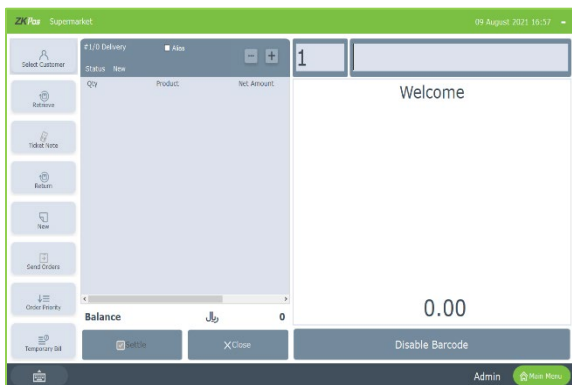 ZKPos Supermarket
09 August 2021 16:57
Select Customer
Retrieve
Ticket Note
Return
New
Send Orders
Order Priority
Temporary Bill
#1/0 Delivery
Status New
Qty Product Net Amount
Balance ريال 0
Settle
Close
1
Welcome
0.00
Disable Barcode
Admin
Main Menu